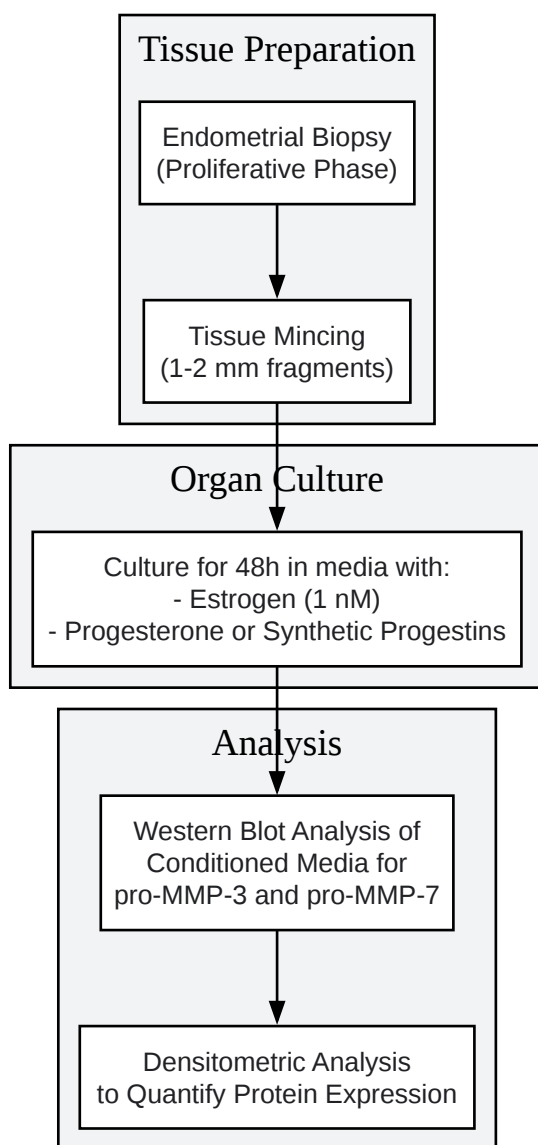 Tissue Preparation
Endometrial Biopsy
(Proliferative Phase)
Tissue Mincing
(1-2 mm fragments)
Organ Culture
Culture for 48h in media with:
- Estrogen (1 nM)
- Progesterone or Synthetic Progestins
Analysis
Western Blot Analysis of
Conditioned Media for
pro-MMP-3 and pro-MMP-7
Densitometric Analysis
to Quantify Protein Expression